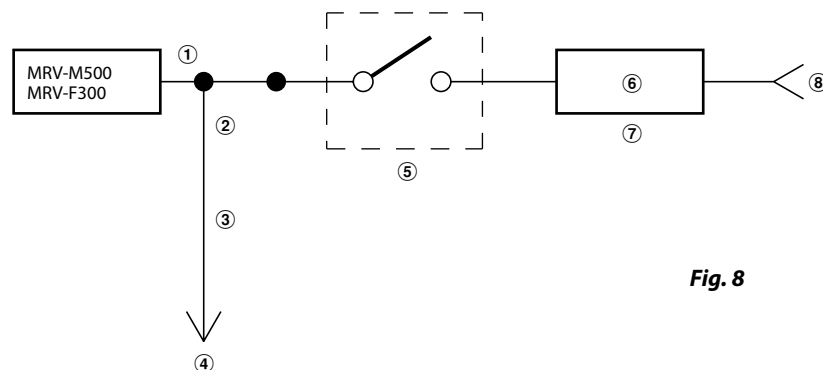 ①
MRV-M500
MRV-F300
②
③
④
⑤
⑥
⑦
⑧
Fig. 8